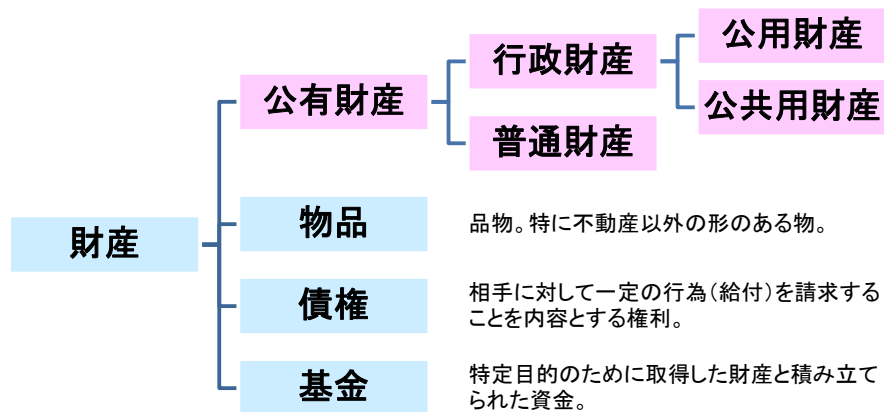 公用財産
行政財産
公有財産
公共用財産
普通財産
物品
品物。特に不動産以外の形のある物。
財産
債権
相手に対して一定の行為(給付)を請求する
ことを内容とする権利。
基金
特定目的のために取得した財産と積み立て
られた資金。